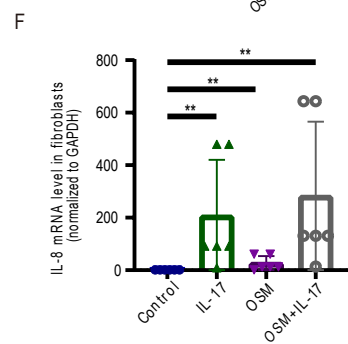 OS
F
**
**
**
800
600
400
200
0
IL-8 mRNA level in fibroblasts
(normalized to GAPDH)
Control
IL-17
OSM
OSM+IL-17